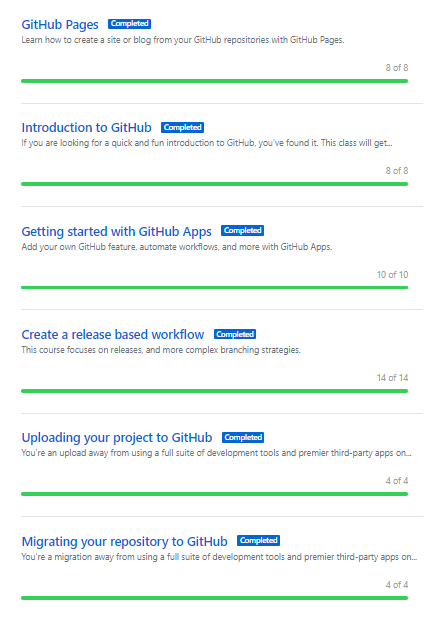 GitHub Pages Completed
Learn how to create a site or blog from your GitHub repositories with GitHub Pages.
8 of 8
Introduction to GitHub Completed
If you are looking for a quick and fun introduction to GitHub, you've found it. This class will get...
8 of 8
Getting started with GitHub Apps Completed
Add your own GitHub feature, automate workflows, and more with GitHub Apps.
10 of 10
Create a release based workflow Completed
This course focuses on releases, and more complex branching strategies.
14 of 14
Uploading your project to GitHub Completed
You're an upload away from using a full suite of development tools and premier third-party apps on...
4 of 4
Migrating your repository to GitHub Completed
You're a migration away from using a full suite of development tools and premier third-party apps on...
4 of 4